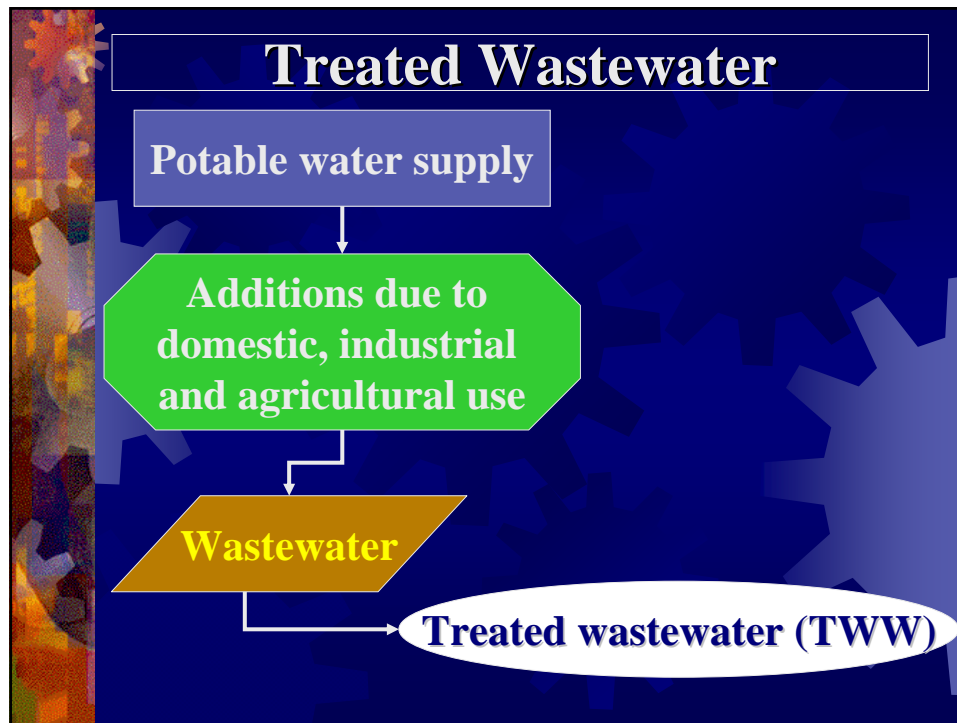 Treated Wastewater
Potable water supply
Additions due to
domestic, industrial
and agricultural use
Wastewater
Treated wastewater (TWW)